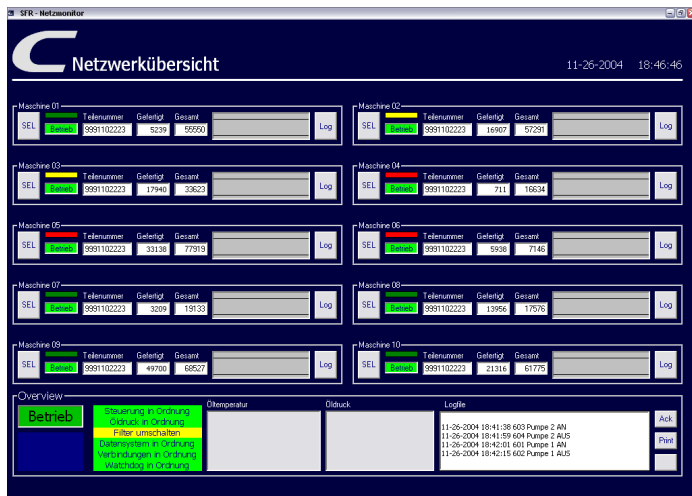 SFR - Netzmonitor
Netzwerkübersicht
11-26-2004 18:46:46
Maschine 01
Teilenummer Gefertigt Gesamt
SEL Betrieb 9991102223 5239 55550 Log
Maschine 02
Teilenummer Gefertigt Gesamt
SEL Betrieb 9991102223 16907 57291 Log
Maschine 03
Teilenummer Gefertigt Gesamt
SEL Betrieb 9991102223 17940 33623 Log
Maschine 04
Teilenummer Gefertigt Gesamt
SEL Betrieb 9991102223 711 16634 Log
Maschine 05
Teilenummer Gefertigt Gesamt
SEL Betrieb 9991102223 33138 77919 Log
Maschine 06
Teilenummer Gefertigt Gesamt
SEL Betrieb 9991102223 5938 7146 Log
Maschine 07
Teilenummer Gefertigt Gesamt
SEL Betrieb 9991102223 3209 19133 Log
Maschine 08
Teilenummer Gefertigt Gesamt
SEL Betrieb 9991102223 13956 17576 Log
Maschine 09
Teilenummer Gefertigt Gesamt
SEL Betrieb 9991102223 49700 68527 Log
Maschine 10
Teilenummer Gefertigt Gesamt
SEL Betrieb 9991102223 21316 61775 Log
Overview
Betrieb
Steuerung in Ordnung
Öldruck in Ordnung
Filter umschalten
Datensystem in Ordnung
Verbindungen in Ordnung
Watchdog in Ordnung
Öltemperatur
Öldruck
Logfile
11-26-2004 18:41:38 603 Pumpe 2 AN
11-26-2004 18:41:59 604 Pumpe 2 AUS
11-26-2004 18:42:01 601 Pumpe 1 AN
11-26-2004 18:42:15 602 Pumpe 1 AUS
Ack
Print